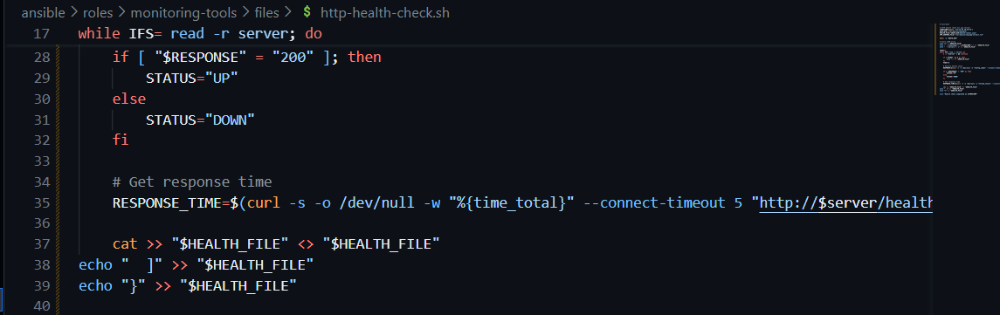 ansible > roles > monitoring-tools > files > $ http-health-check.sh
17 while IFS= read -r server; do
28 if [ "$RESPONSE" = "200" ]; then
29 STATUS="UP"
30 else
31 STATUS="DOWN"
32 fi
33
34 # Get response time
35 RESPONSE_TIME=$(curl -s -o /dev/null -w "%{time_total}" --connect-timeout 5 "http://$server/health
36
37 cat >> "$HEALTH_FILE" <> "$HEALTH_FILE"
38 echo "  ]" >> "$HEALTH_FILE"
39 echo "}" >> "$HEALTH_FILE"
40